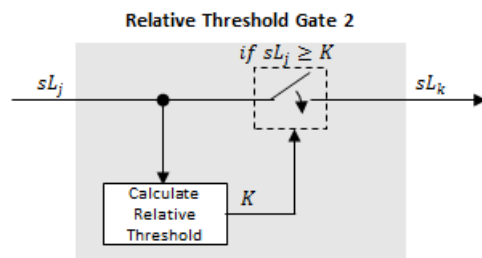 Relative Threshold Gate 2
if sL_j ≥ K
sL_j
sL_k
Calculate
Relative
Threshold
K